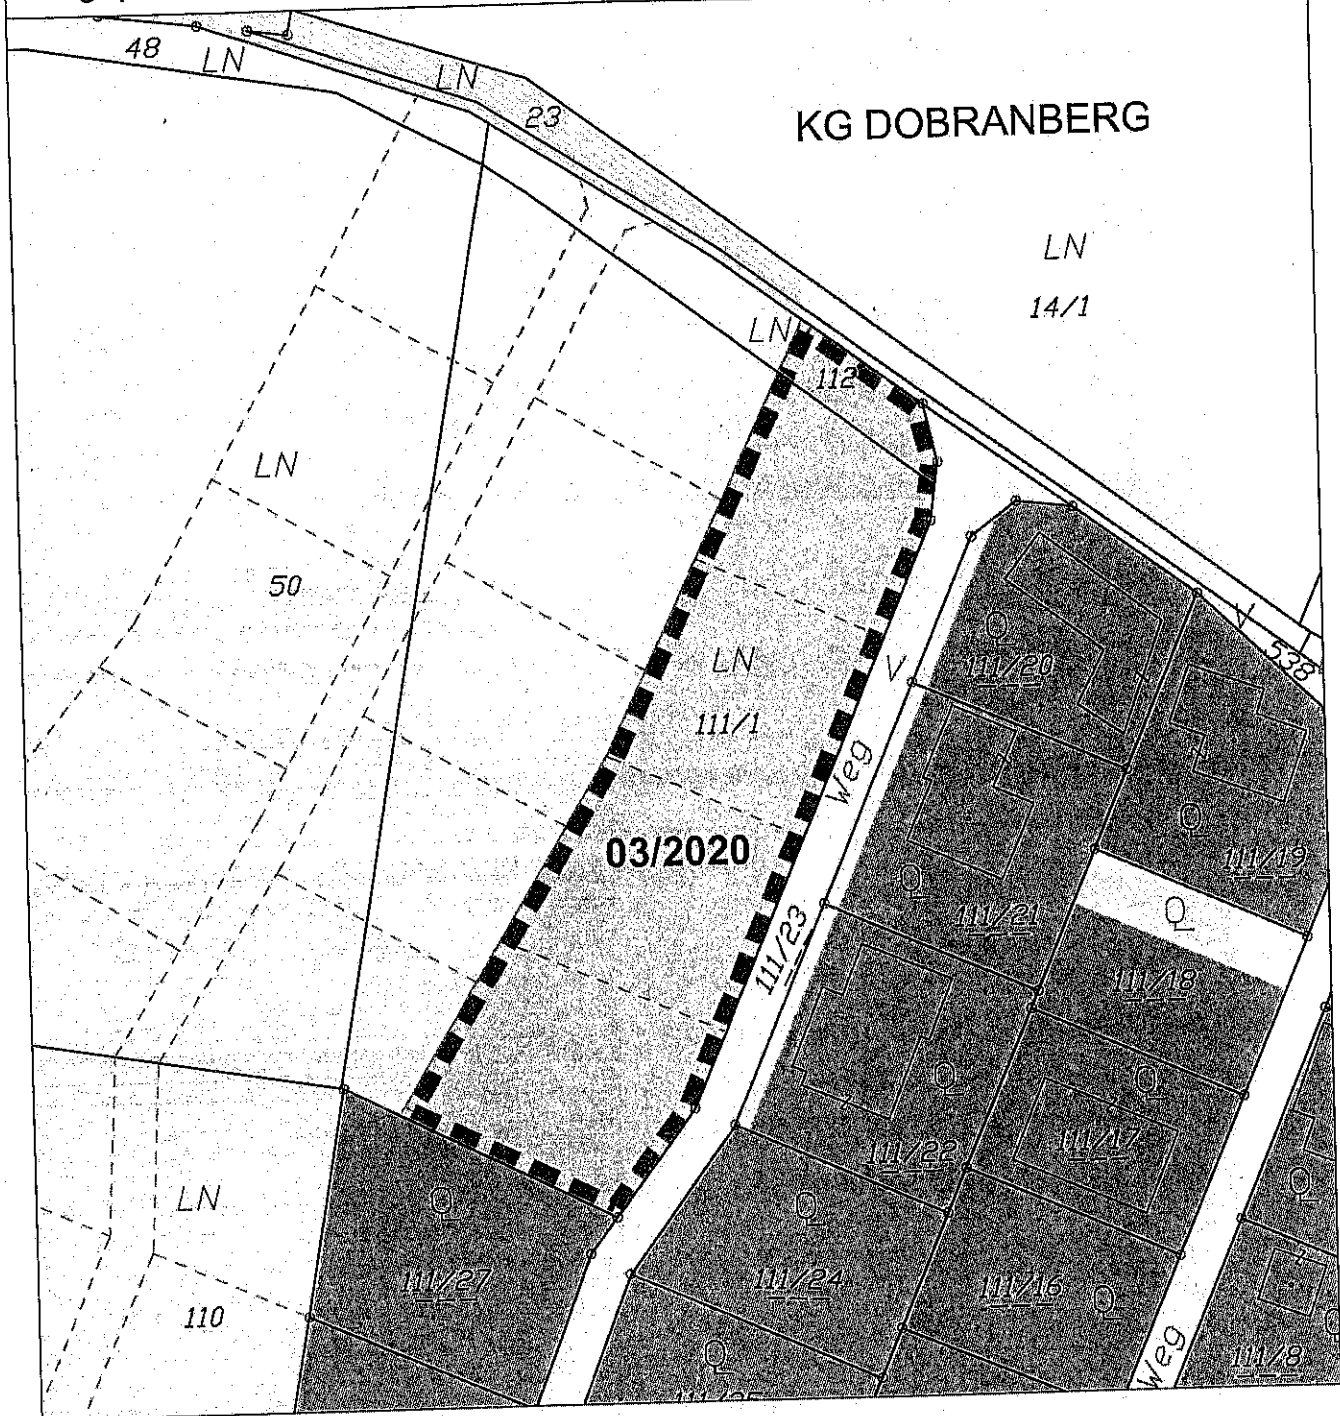 48
LN
LN
23
KG DOBRANBERG
LN
14/1
LN
112
LN
50
LN
111/1
V
V
538
Q
111/20
Weg
03/2020
Q
111/19
Q
111/21
111/23
Q
111/18
Q
111/22
Q
111/17
LN
Q
111/27
Q
111/24
111/16
Q
Q
110
Q
Weg
111/8